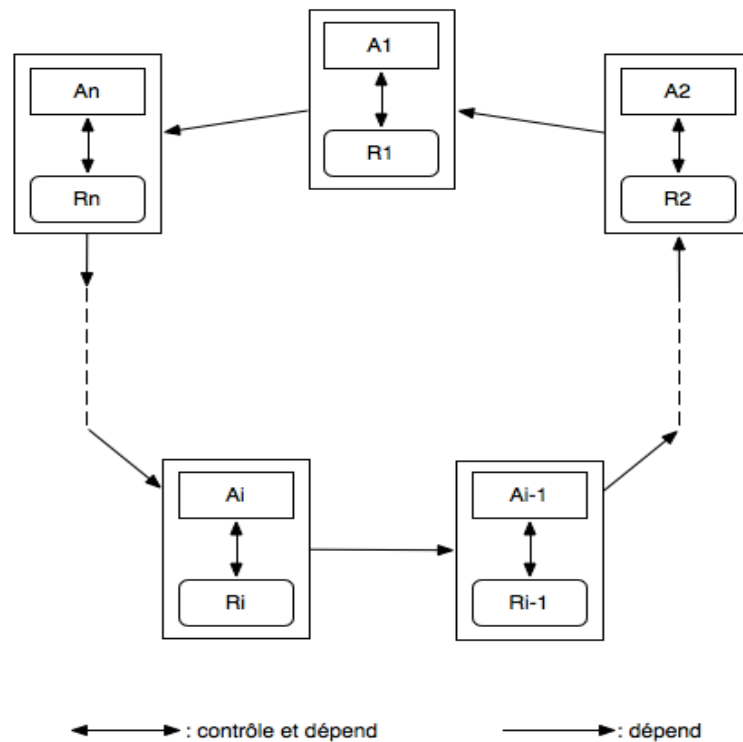 A1
An
A2
R1
Rn
R2
Ai
Ai-1
Ri
Ri-1
: contrôle et dépend
: dépend